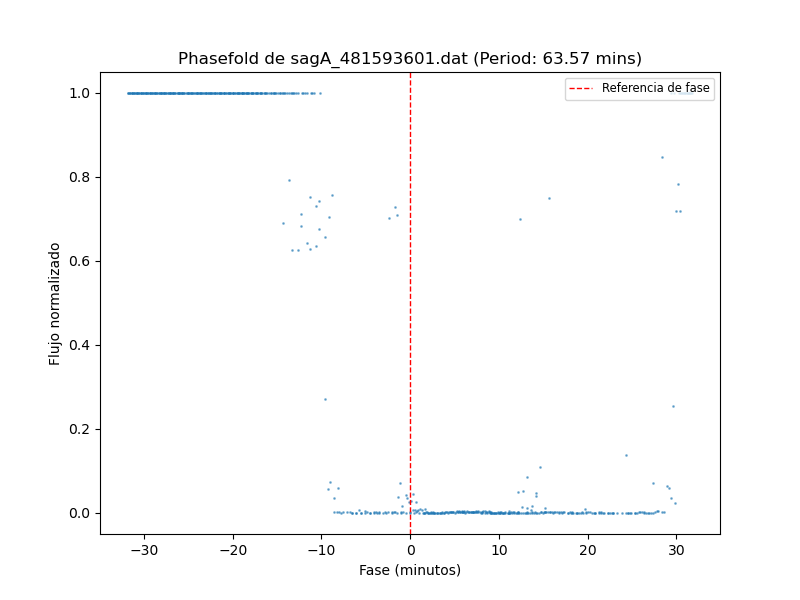 Phasefold de sagA_481593601.dat (Period: 63.57 mins)
Referencia de fase
Flujo normalizado
1.0
0.8
0.6
0.4
0.2
0.0
−30 −20 −10 0 10 20 30
Fase (minutos)